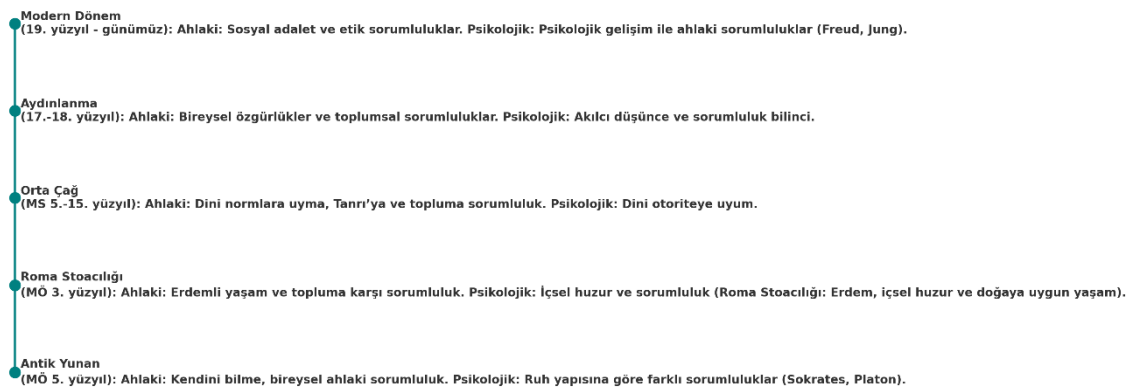 Modern Dönem
(19. yüzyıl - günümüz): Ahlaki: Sosyal adalet ve etik sorumluluklar. Psikolojik: Psikolojik gelişim ile ahlaki sorumluluklar (Freud, Jung).
Aydınlanma
(17.-18. yüzyıl): Ahlaki: Bireysel özgürlükler ve toplumsal sorumluluklar. Psikolojik: Akılcı düşünce ve sorumluluk bilinci.
Orta Çağ
(MS 5.-15. yüzyıl): Ahlaki: Dini normlara uyma, Tanrı’ya ve topluma sorumluluk. Psikolojik: Dini otoriteye uyum.
Roma Stoacılığı
(MÖ 3. yüzyıl): Ahlaki: Erdemli yaşam ve topluma karşı sorumluluk. Psikolojik: İçsel huzur ve sorumluluk (Roma Stoacılığı: Erdem, içsel huzur ve doğaya uygun yaşam).
Antik Yunan
(MÖ 5. yüzyıl): Ahlaki: Kendini bilme, bireysel ahlaki sorumluluk. Psikolojik: Ruh yapısına göre farklı sorumluluklar (Sokrates, Platon).